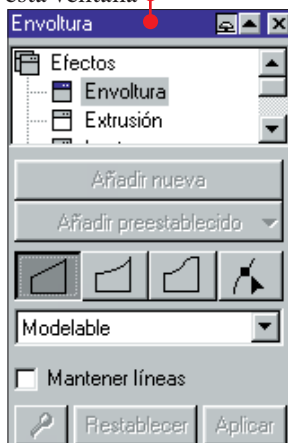 esta ventana
Envoltura
Efectos
Envoltura
Extrusión
Añadir nueva
Añadir preestablecido
Modelable
Mantener líneas
Restablecer
Aplicar